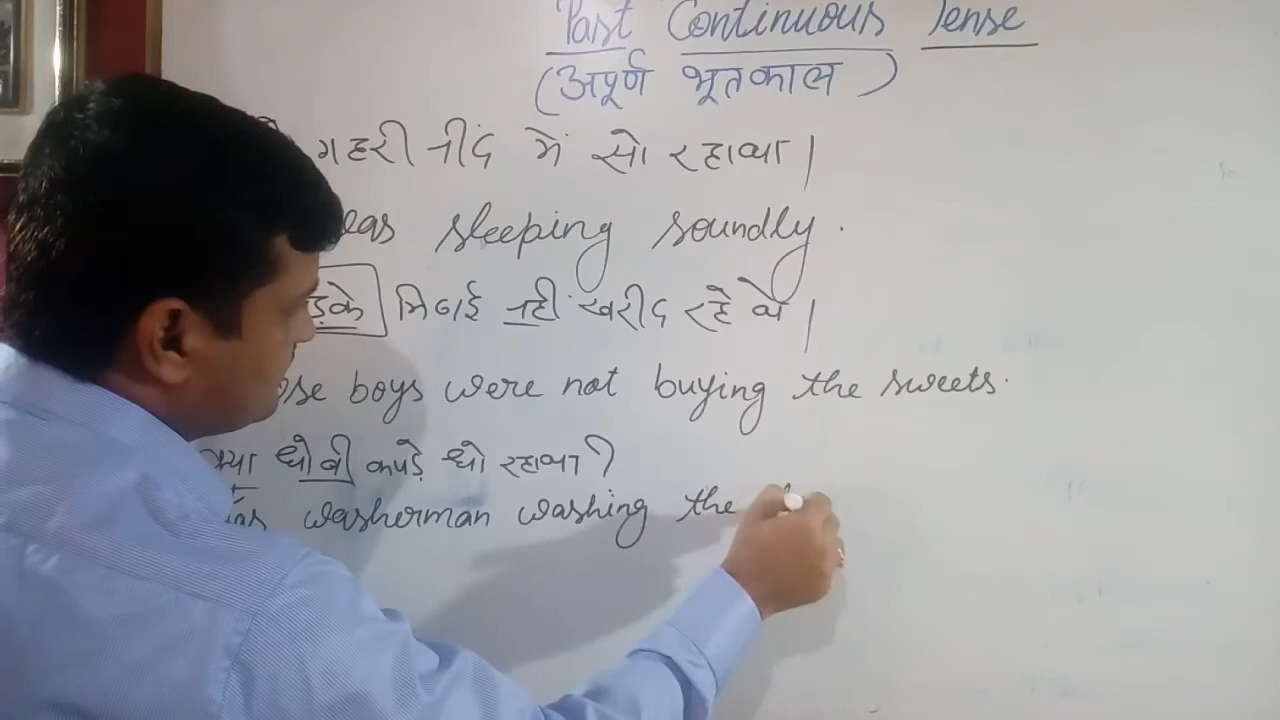 Past Continuous Tense
(अपूर्ण भूतकाल)
गहरी नींद में सो रहा था।
sleeping soundly.
मिठाई नहीं खरीद रहे थे।
boys were not buying the sweets.
क्या धोबी कपड़े धो रहा था?
washerman washing the